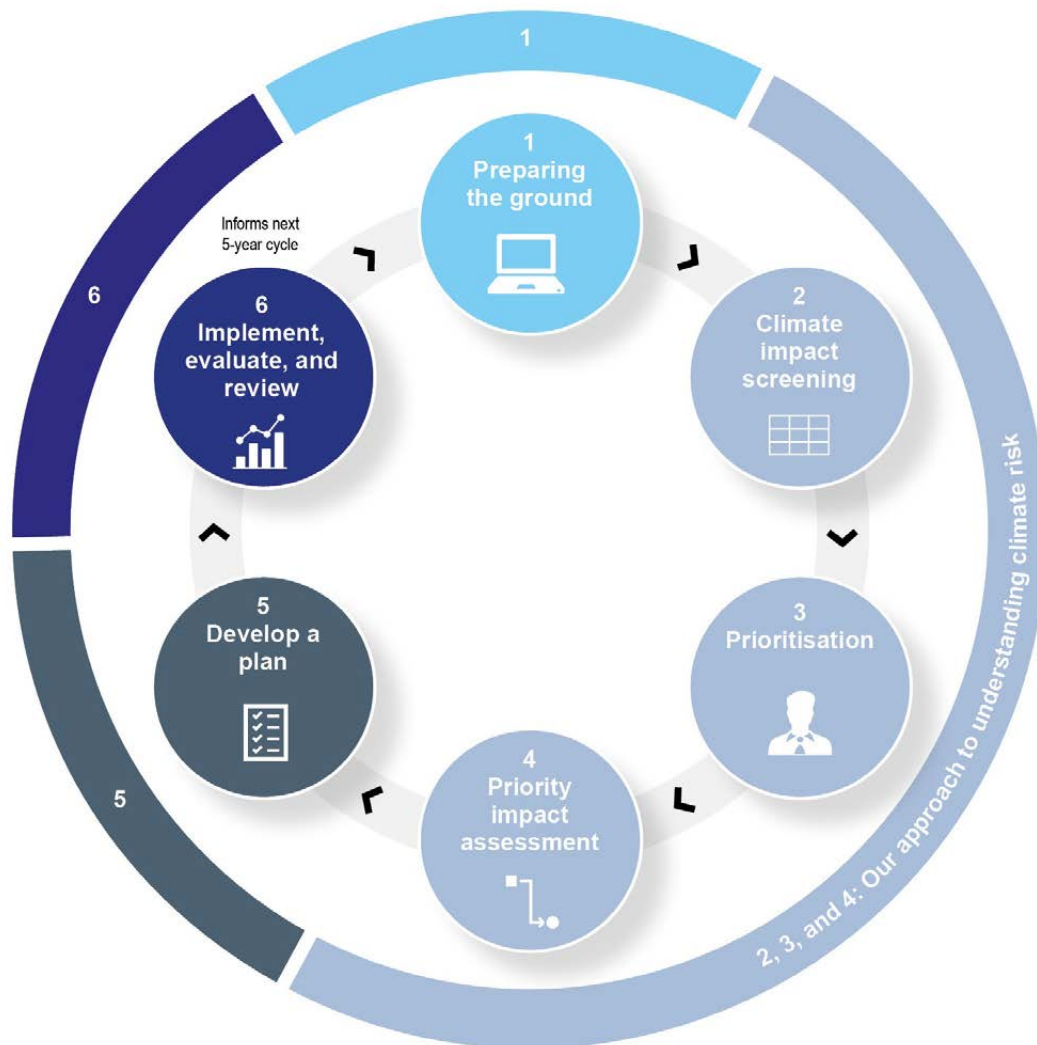 1
1
Preparing
the ground
2
Climate
impact
screening
3
Prioritisation
4
Priority
impact
assessment
5
Develop a
plan
6
Implement,
evaluate, and
review
Informs next
5-year cycle
2, 3, and 4: Our approach to understanding climate risk
5
6